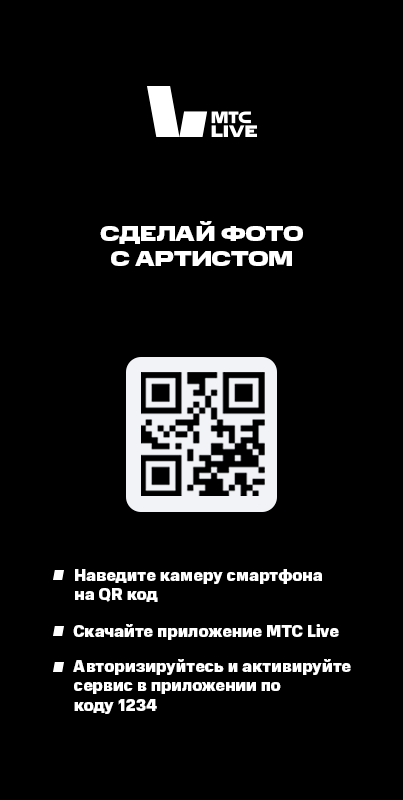 МТС
LIVE
СДЕЛАЙ ФОТО
С АРТИСТОМ
Наведите камеру смартфона
на QR код
Скачайте приложение МТС Live
Авторизируйтесь и активируйте
сервис в приложении по
коду 1234